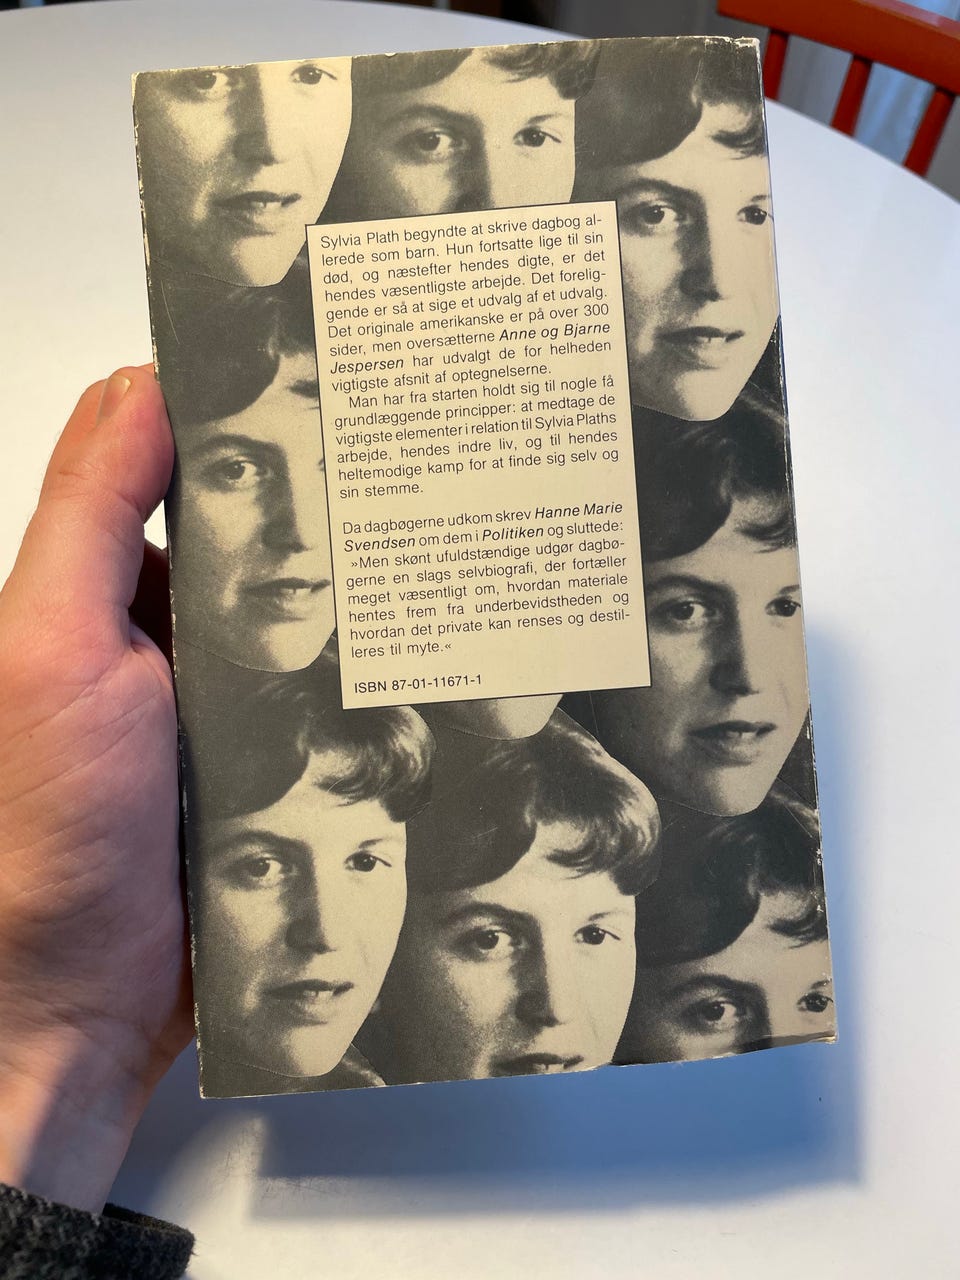 Sylvia Plath begyndte at skrive dagbog al-
lerede som barn. Hun fortsatte lige til sin
død, og næstefter hendes digte, er det
hendes væsentligste arbejde. Det forelig-
gende er så at sige et udvalg af et udvalg.
Det originale amerikanske er på over 300
sider, men oversætterne Anne og Bjarne
Jespersen har udvalgt de for helheden
vigtigste afsnit af optegnelserne.
Man har fra starten holdt sig til nogle få
grundlæggende principper: at medtage de
vigtigste elementer i relation til Sylvia Plaths
arbejde, hendes indre liv, og til hendes
heltemodige kamp for at finde sig selv og
sin stemme.
Da dagbøgerne udkom skrev Hanne Marie
Svendsen om dem i Politiken og sluttede:
»Men skønt ufuldstændige udgør dagbø-
gerne en slags selvbiografi, der fortæller
meget væsentligt om, hvordan materiale
hentes frem fra underbevidstheden og
hvordan det private kan renses og destil-
leres til myte.«
ISBN 87-01-11671-1